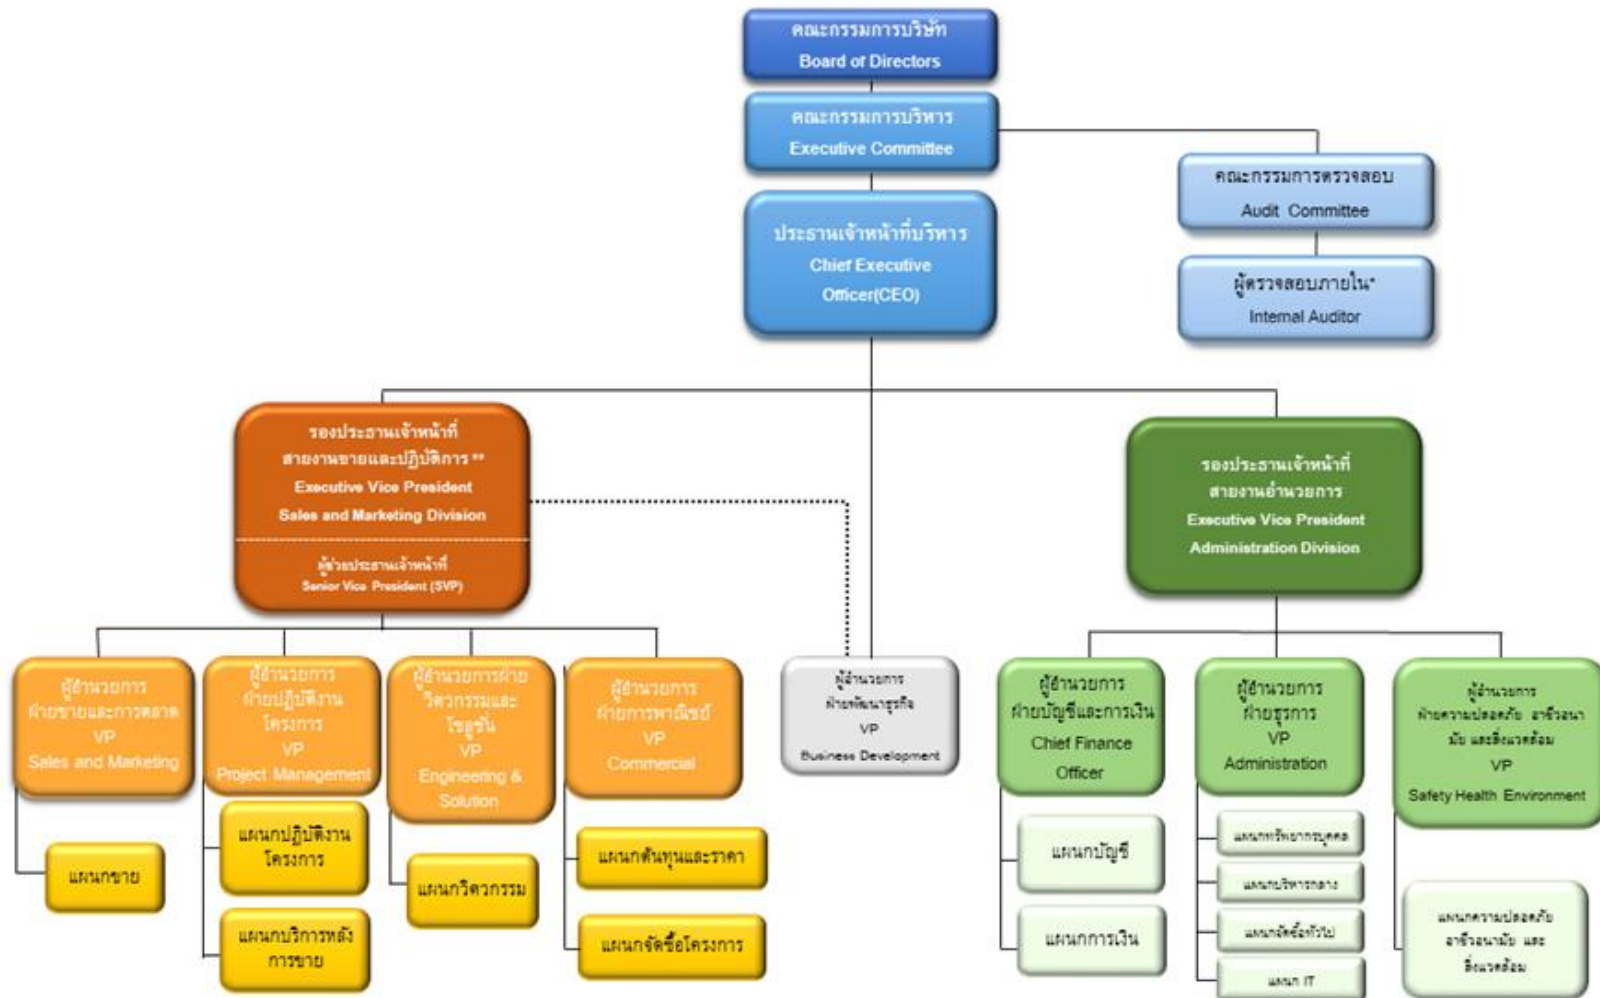 คณะกรรมการบริษัท
Board of Directors
คณะกรรมการบริหาร
Executive Committee
คณะกรรมการตรวจสอบ
Audit Committee
ประธานเจ้าหน้าที่บริหาร
Chief Executive
Officer(CEO)
ผู้ตรวจสอบภายใน*
Internal Auditor
รองประธานเจ้าหน้าที่
สายงานขายและปฏิบัติการ **
Executive Vice President
Sales and Marketing Division
ผู้ช่วยประธานเจ้าหน้าที่
Senior Vice President (SVP)
รองประธานเจ้าหน้าที่
สายงานอำนวยการ
Executive Vice President
Administration Division
ผู้อำนวยการ
ฝ่ายขายและการตลาด
VP
Sales and Marketing
ผู้อำนวยการ
ฝ่ายปฏิบัติงาน
โครงการ
VP
Project Management
ผู้อำนวยการฝ่าย
วิศวกรรมและ
โซลูชั่น
VP
Engineering &
Solution
ผู้อำนวยการ
ฝ่ายการพาณิชย์
VP
Commercial
ผู้อำนวยการ
ฝ่ายพัฒนาธุรกิจ
VP
Business Development
ผู้อำนวยการ
ฝ่ายบัญชีและการเงิน
Chief Finance
Officer
ผู้อำนวยการ
ฝ่ายธุรการ
VP
Administration
ผู้อำนวยการ
ฝ่ายความปลอดภัย อาชีวอนา
มัย และสิ่งแวดล้อม
VP
Safety Health Environment
แผนกขาย
แผนกปฏิบัติงาน
โครงการ
แผนกบริการหลัง
การขาย
แผนกวิศวกรรม
แผนกต้นทุนและราคา
แผนกจัดซื้อโครงการ
แผนกบัญชี
แผนกการเงิน
แผนกทรัพยากรบุคคล
แผนกบริหารกลาง
แผนกจัดซื้อทั่วไป
แผนก IT
แผนกความปลอดภัย
อาชีวอนามัย และ
สิ่งแวดล้อม